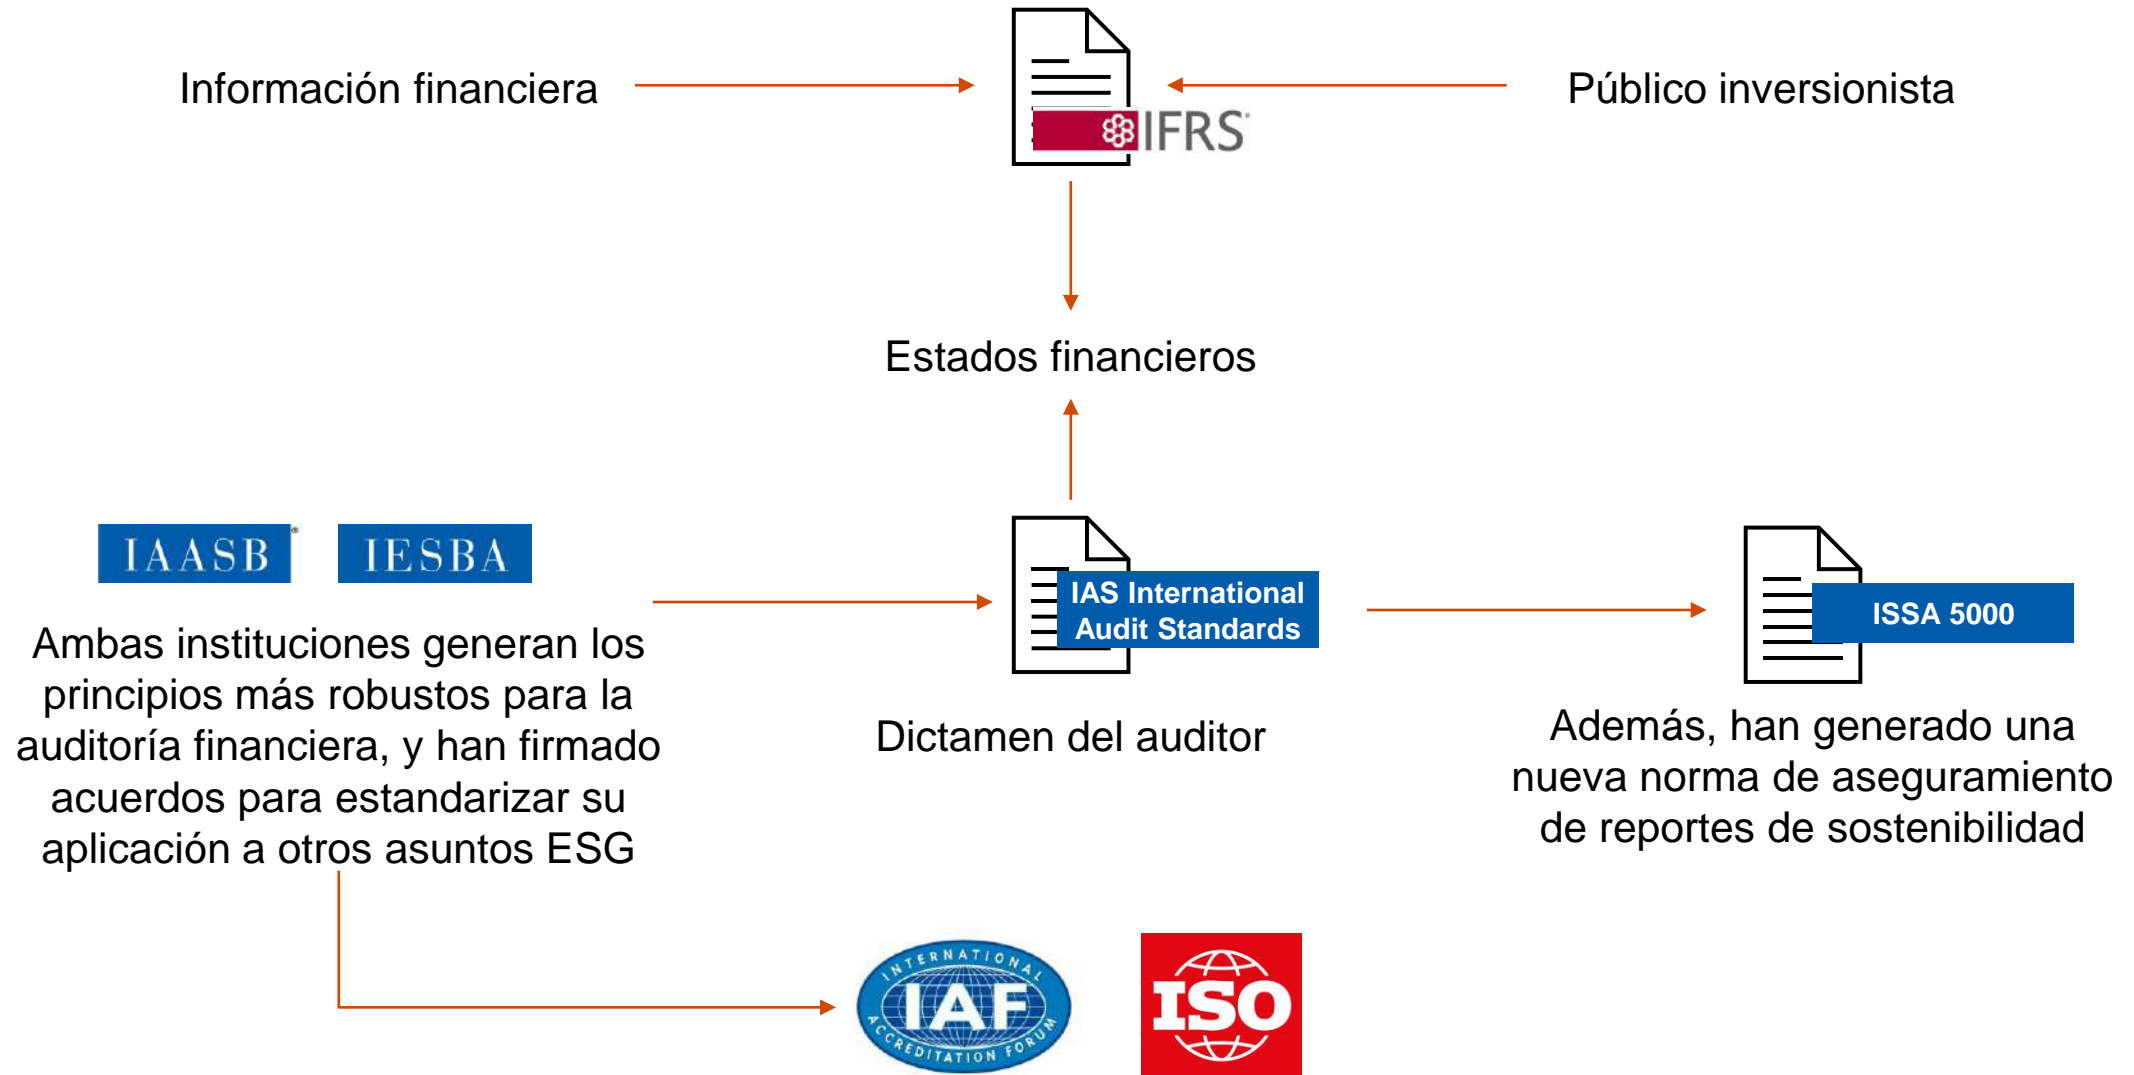 Información financiera
Público inversionista
IFRS
Estados financieros
IAASB
IESBA
Ambas instituciones generan los
principios más robustos para la
auditoría financiera, y han firmado
acuerdos para estandarizar su
aplicación a otros asuntos ESG
IAS International
Audit Standards
Dictamen del auditor
ISSA 5000
Además, han generado una
nueva norma de aseguramiento
de reportes de sostenibilidad
INTERNATIONAL
IAF
ACCREDITATION FORUM
ISO